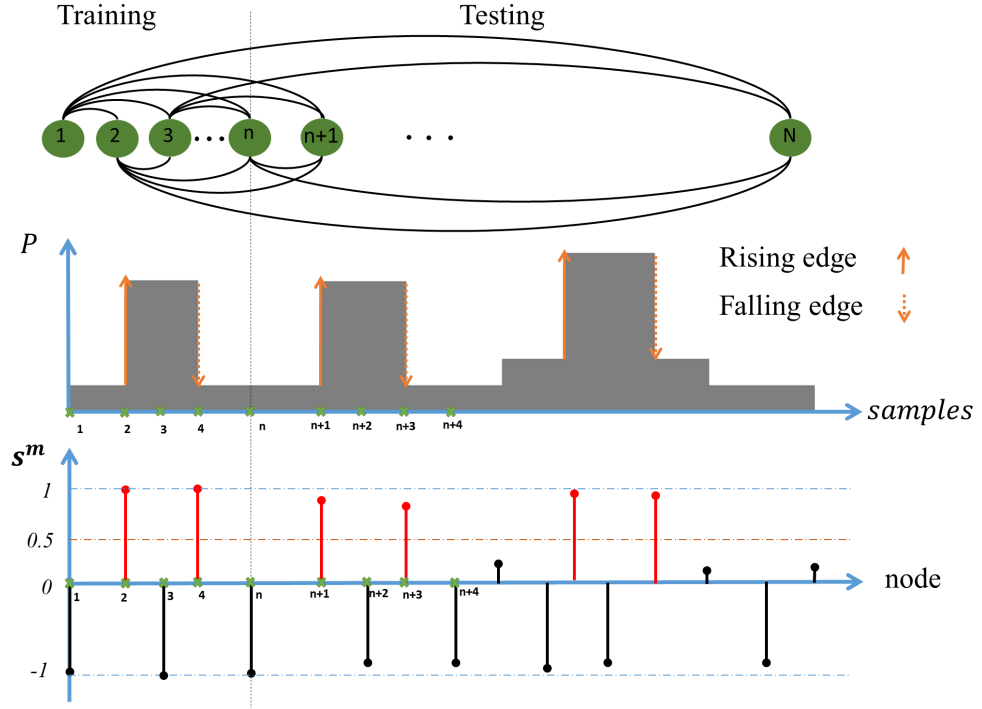 Training Testing
1 2 3 ... n n+1 . . . N
P
Rising edge
Falling edge
samples
1 2 3 4 n n+1 n+2 n+3 n+4
s^m
1
0.5
0
node
1 2 3 4 n n+1 n+2 n+3 n+4
-1